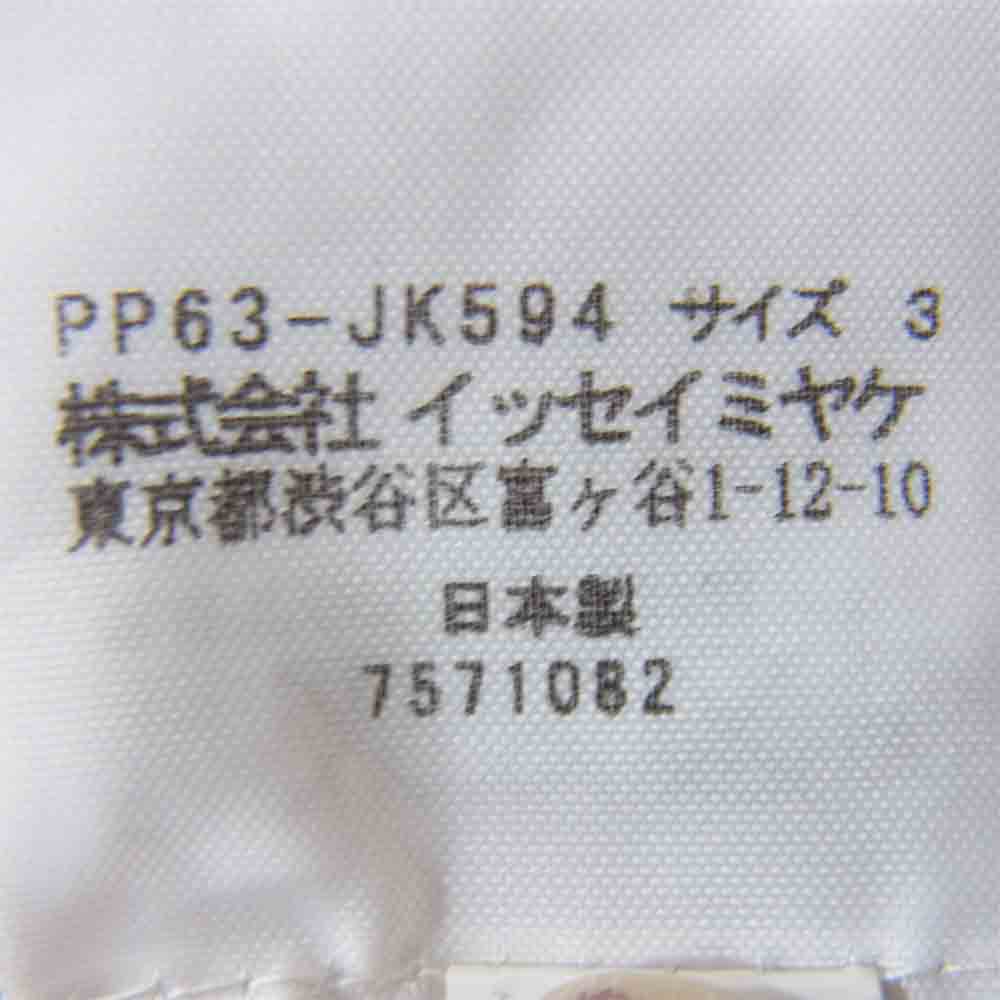 PP63-JK594 サイズ 3
株式会社 イッセイミヤケ
東京都渋谷区富ヶ谷1-12-10
日本製
7571082